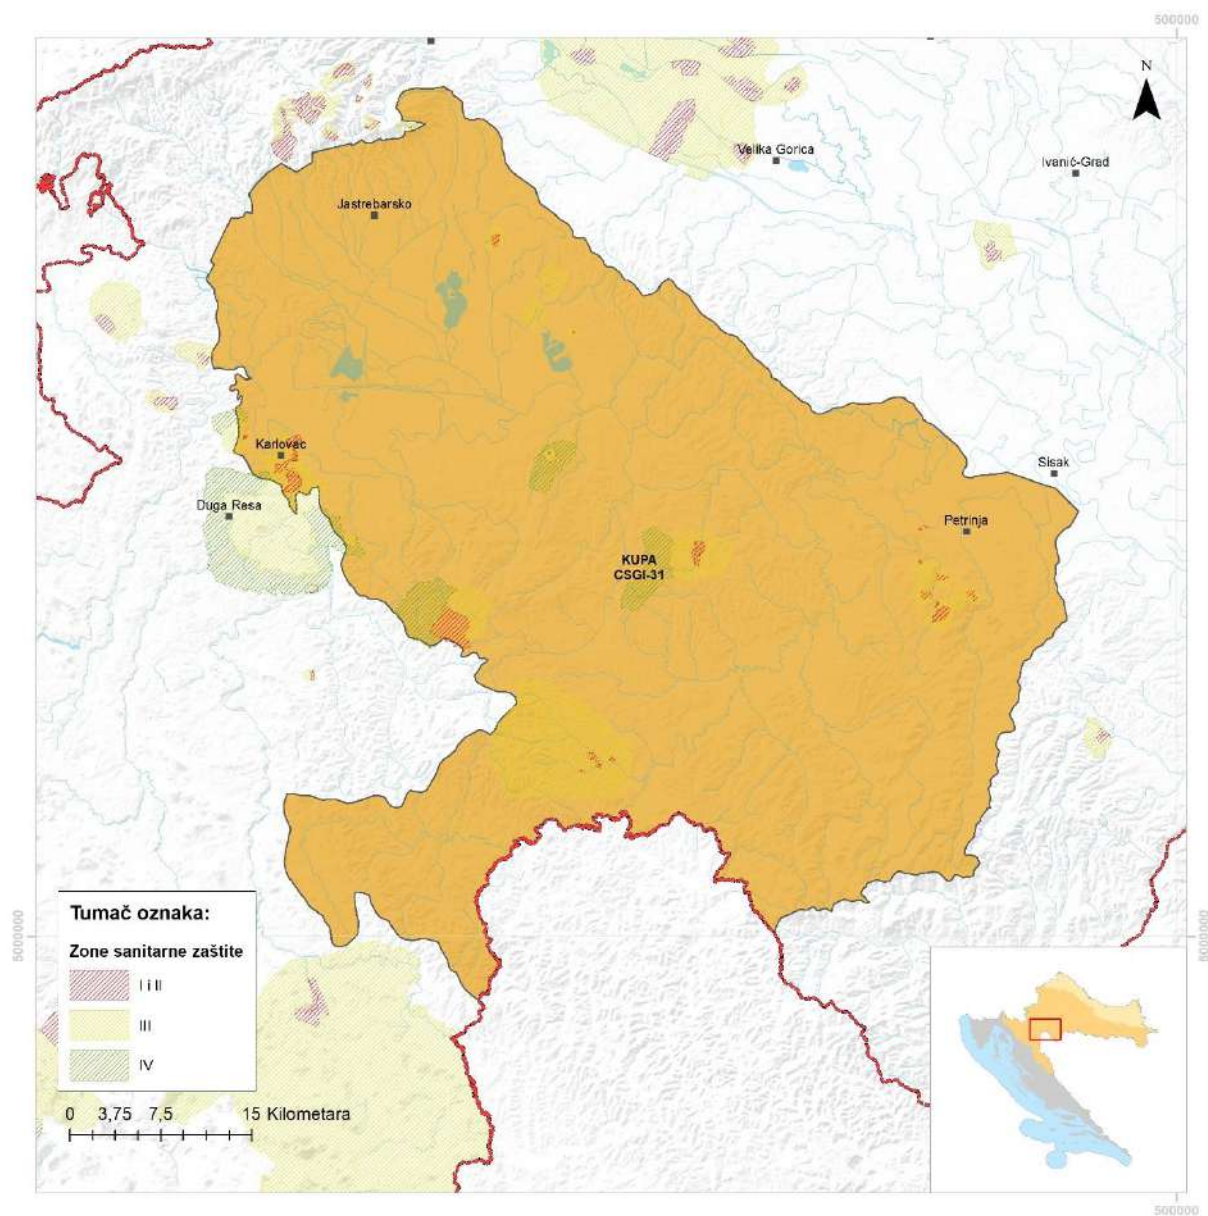 500000
N
Velika Gorica
Ivanić-Grad
Jastrebarsko
Karlovac
Sisak
Duga Resa
Petrinja
KUPA
CSGI-31
Tumač oznaka:
Zone sanitarne zaštite
I i II
III
IV
0 3,75 7,5 15 Kilometara
5000000
5000000
500000